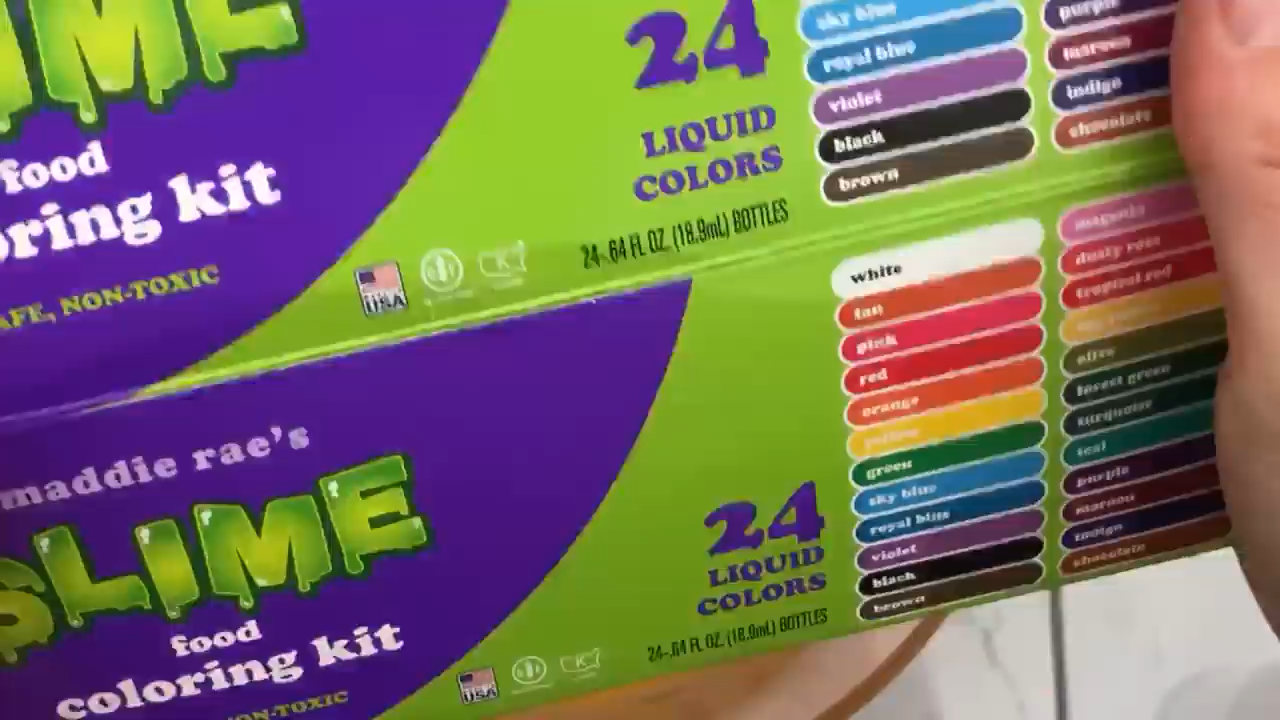 IME
food
oring kit
AFE, NON-TOXIC
USA
24
LIQUID
COLORS
24-.64 FL OZ. (18.9mL) BOTTLES
sky blue
royal blue
violet
black
brown
purple
maroon
indigo
chocolate
maddie rae's
SLIME
food
coloring kit
NON-TOXIC
USA
K
24
LIQUID
COLORS
24-.64 FL OZ. (18.9mL) BOTTLES
white
tan
pink
red
orange
yellow
green
sky blue
royal blue
violet
black
brown
magenta
dusty rose
tropical red
olive
forest green
turquoise
teal
purple
maroon
indigo
chocolate